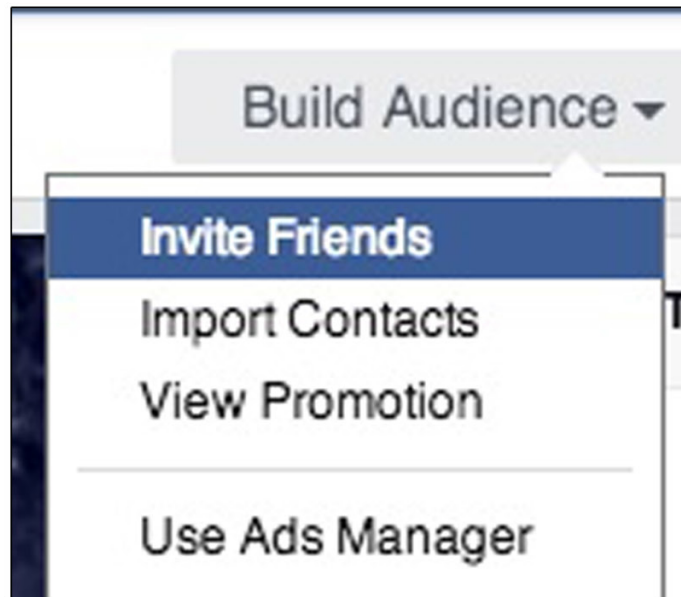 Build Audience
Invite Friends
Import Contacts
View Promotion
Use Ads Manager